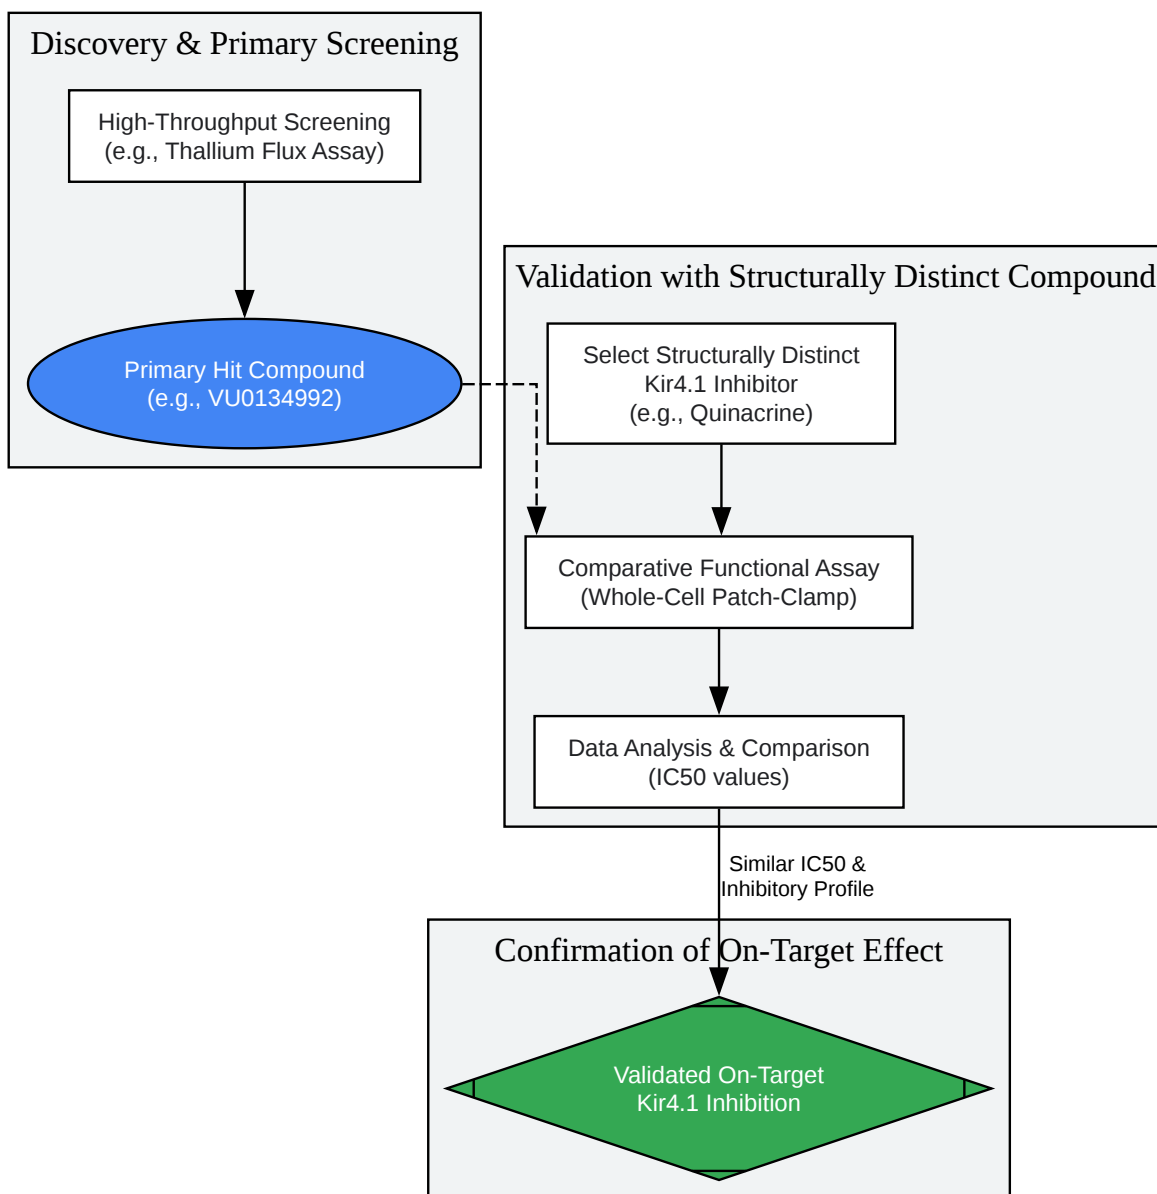 Discovery & Primary Screening
High-Throughput Screening
(e.g., Thallium Flux Assay)
Primary Hit Compound
(e.g., VU0134992)
Validation with Structurally Distinct Compound
Select Structurally Distinct
Kir4.1 Inhibitor
(e.g., Quinacrine)
Comparative Functional Assay
(Whole-Cell Patch-Clamp)
Data Analysis & Comparison
(IC50 values)
Similar IC50 &
Inhibitory Profile
Confirmation of On-Target Effect
Validated On-Target
Kir4.1 Inhibition